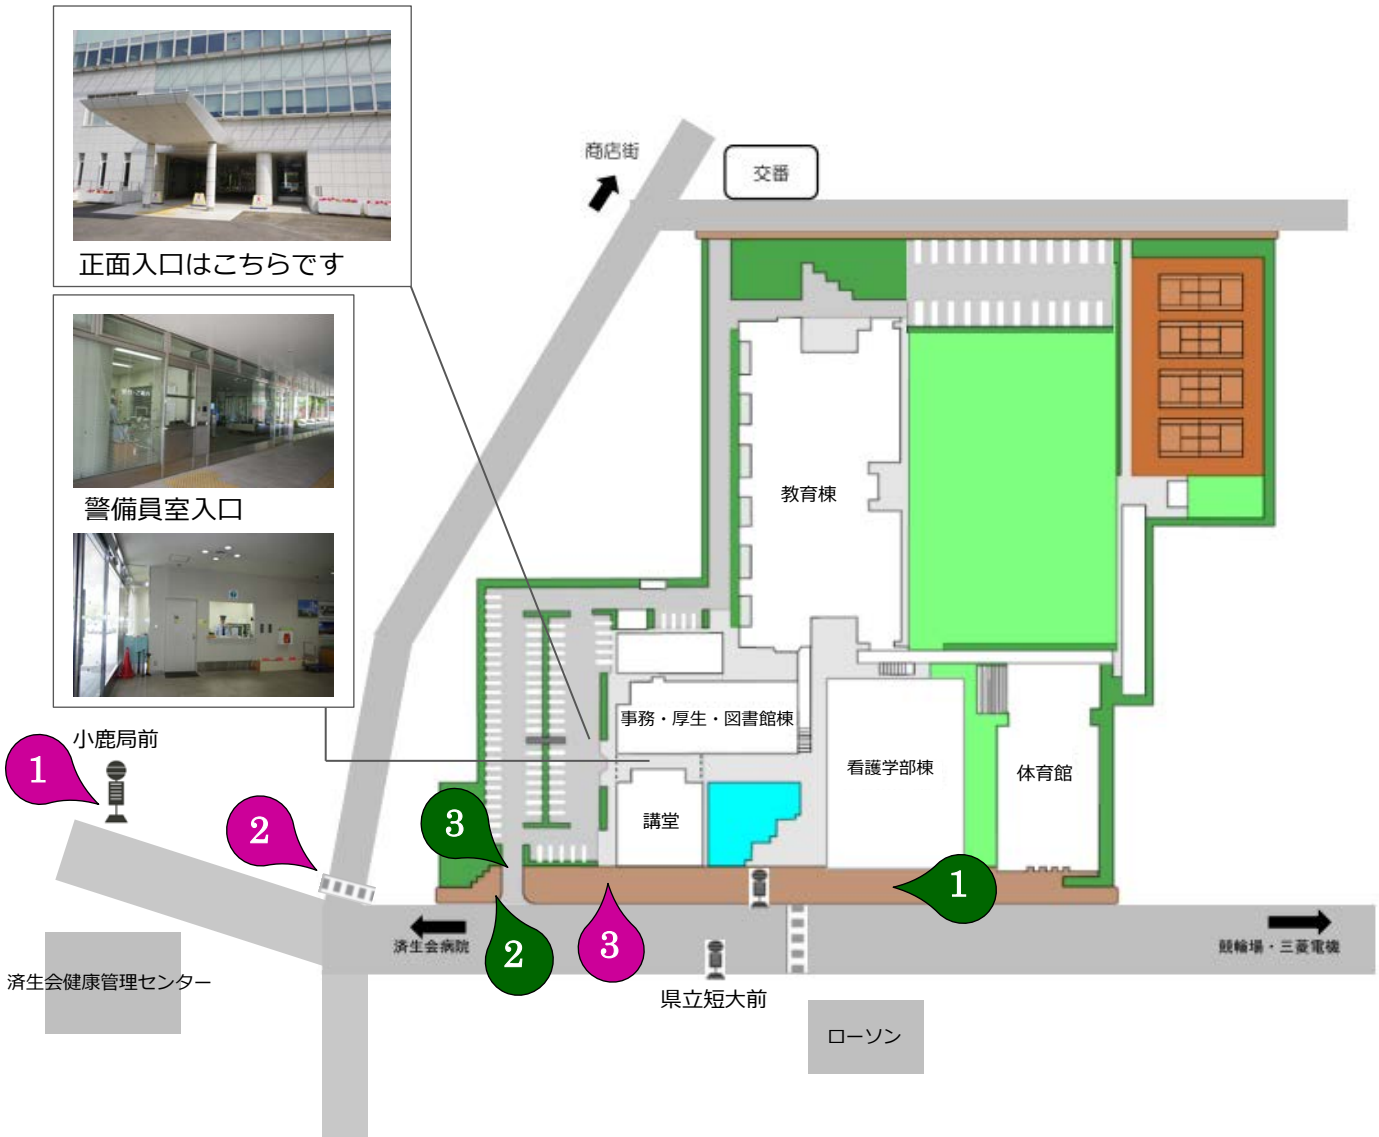 正面入口はこちらです
警備員室入口
商店街
交番
教育棟
事務・厚生・図書館棟
看護学部棟
体育館
講堂
小鹿局前
1
2
3
3
2
1
済生会病院
競輪場・三菱電機
県立短大前
済生会健康管理センター
ローソン